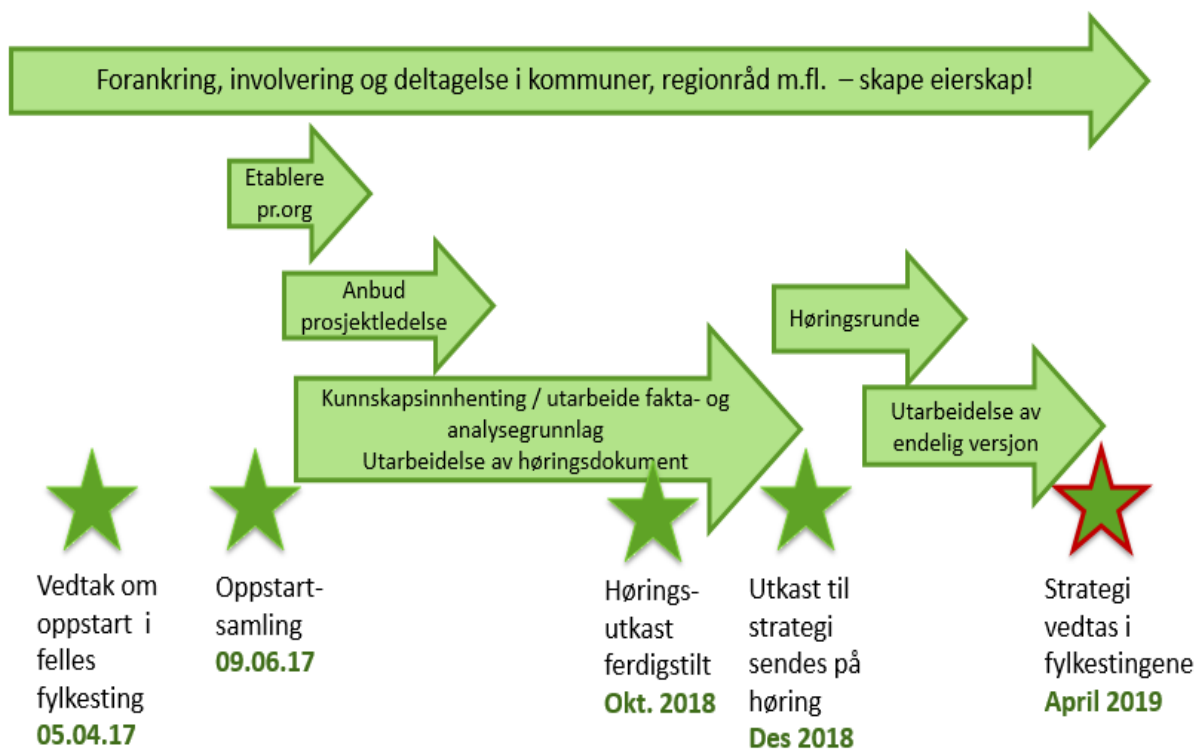 Forankring, involvering og deltagelse i kommuner, regionråd m.fl. – skape eierskap!
Etablere
pr.org
Anbud
prosjektledelse
Høringsrunde
Kunnskapsinnhenting / utarbeide fakta- og
analysegrunnlag
Utarbeidelse av høringsdokument
Utarbeidelse av
endelig versjon
Vedtak om
oppstart i
felles
fylkesting
05.04.17
Oppstart-
samling
09.06.17
Hørings-
utkast
ferdigstilt
Okt. 2018
Utkast til
strategi
sendes på
høring
Des 2018
Strategi
vedtas i
fylkestingene
April 2019